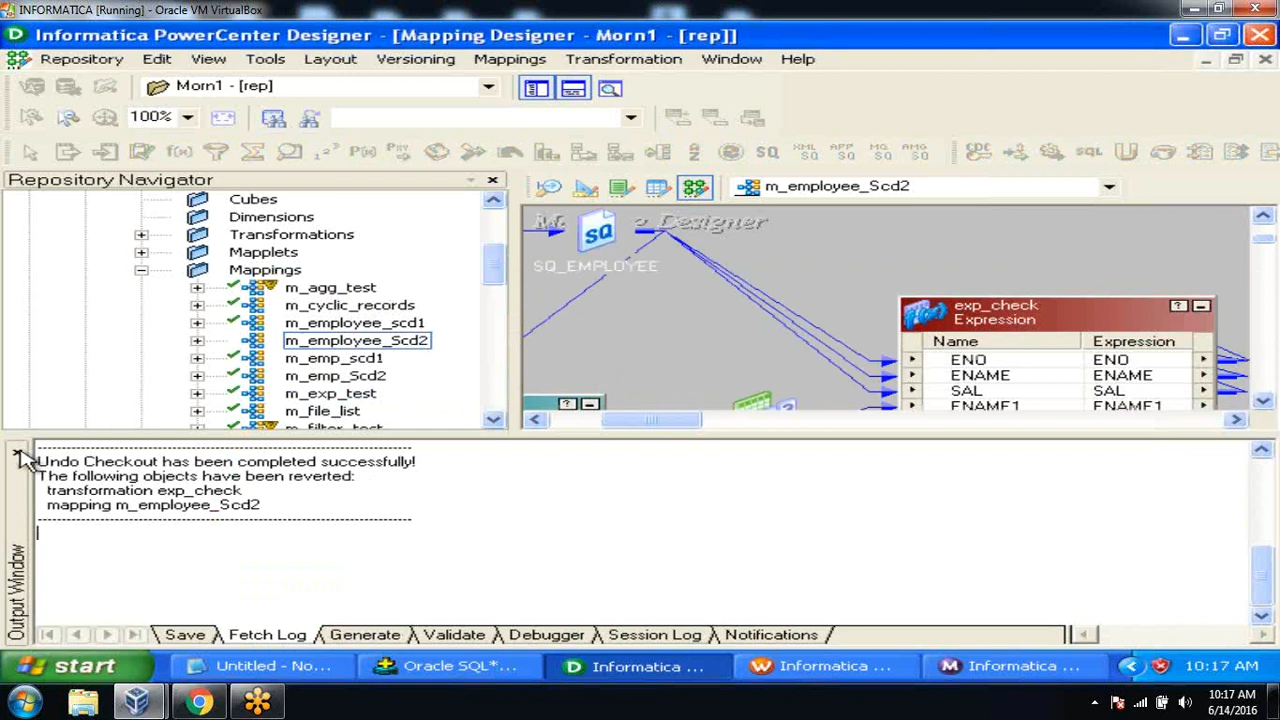 INFORMATICA [Running] - Oracle VM VirtualBox
Informatica PowerCenter Designer - [Mapping Designer - Morn1 - [rep]]
Repository Edit View Tools Layout Versioning Mappings Transformation Window Help
Morn1 - [rep]
100%
Repository Navigator
m_employee_Scd2
Cubes
Dimensions
Transformations
Mapplets
Mappings
m_agg_test
m_cyclic_records
m_employee_scd1
m_employee_Scd2
m_emp_scd1
m_emp_Scd2
m_exp_test
m_file_list
m_filter_test
Designer
SQ_EMPLOYEE
exp_check
Expression
Name Expression
ENO ENO
ENAME ENAME
SAL SAL
ENAME1 ENAME1
Undo Checkout has been completed successfully!
The following objects have been reverted:
transformation exp_check
mapping m_employee_Scd2
Output Window
Save Fetch Log Generate Validate Debugger Session Log Notifications
start Untitled - No... Oracle SQL*... Informatica ... Informatica ... Informatica ... 10:17 AM
10:17 AM
6/14/2016